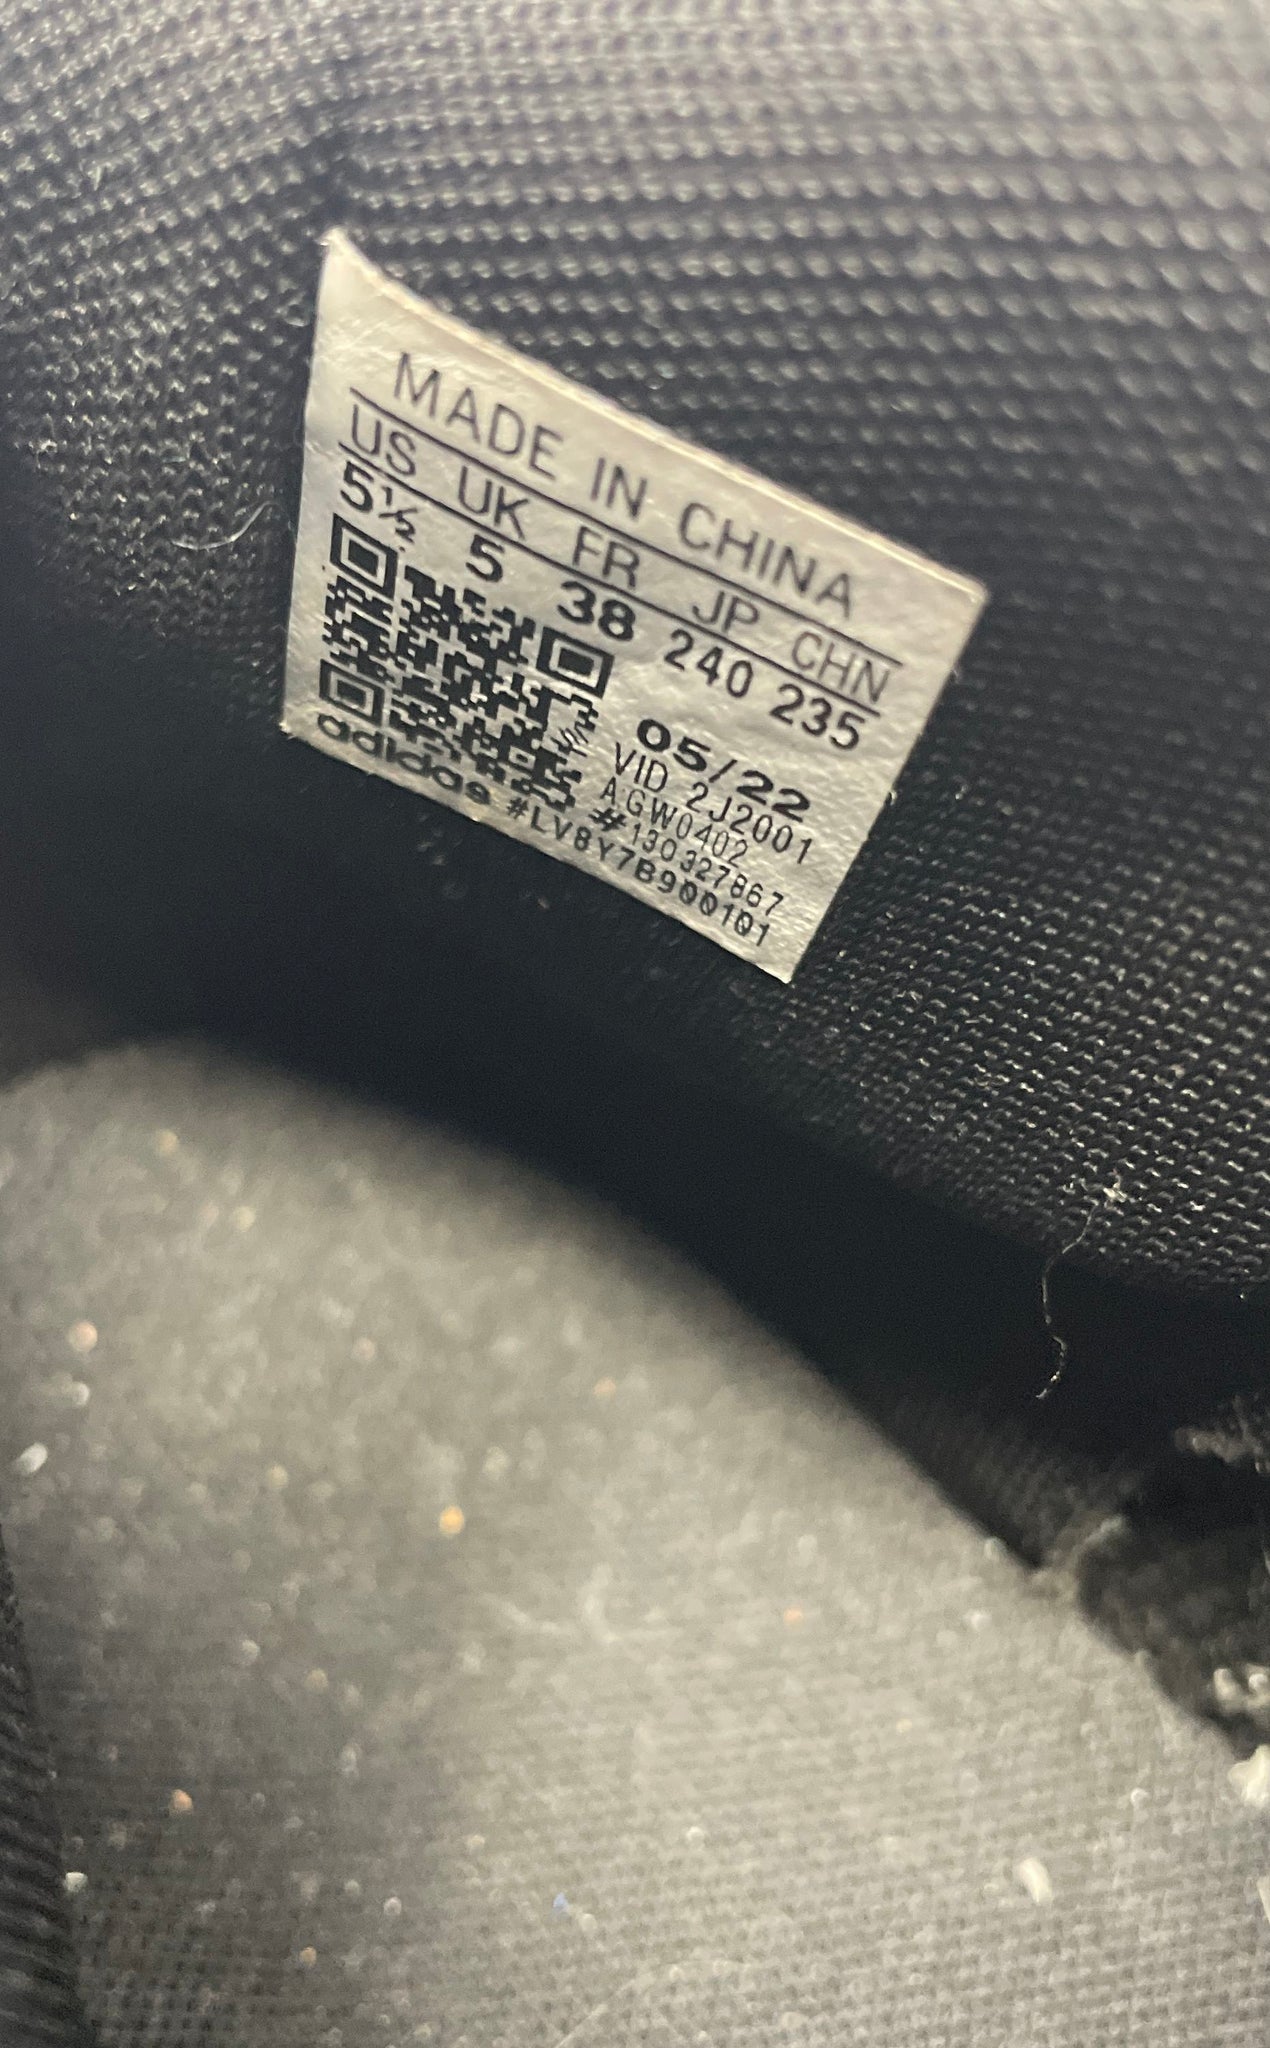 MADE IN CHINA
US UK FR JP CHN
5½ 5 38 240 235
05/22
VID 2J2001
AGW0402
#130327867
adidas #LV8Y7B900101